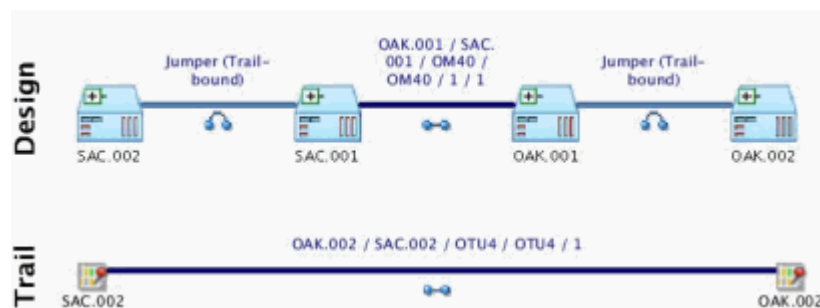 Design
Jumper (Trail-
bound)
OAK.001 / SAC.
001 / OM40 /
OM40 / 1 / 1
Jumper (Trail-
bound)
SAC.002
SAC.001
OAK.001
OAK.002
Trail
OAK.002 / SAC.002 / OTU4 / OTU4 / 1
SAC.002
OAK.002